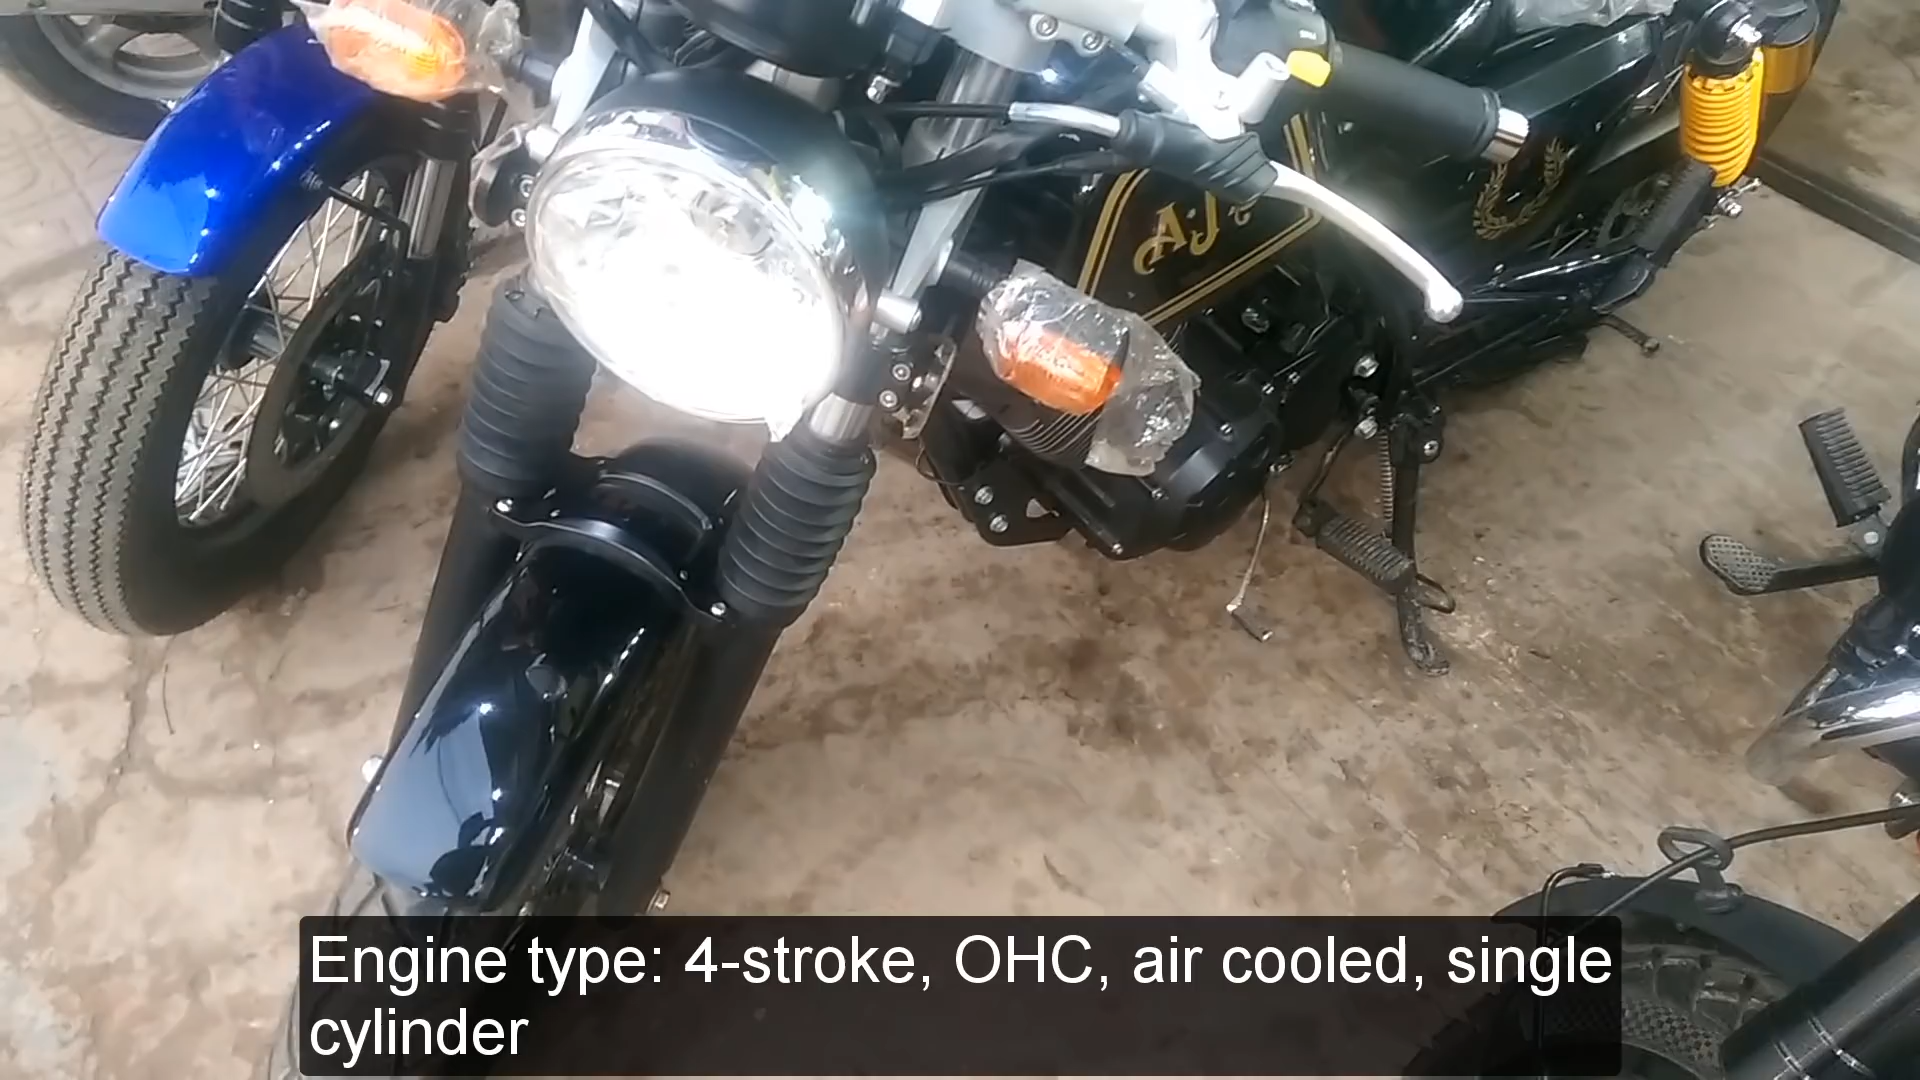 A·J·
Engine type: 4-stroke, OHC, air cooled, single
cylinder